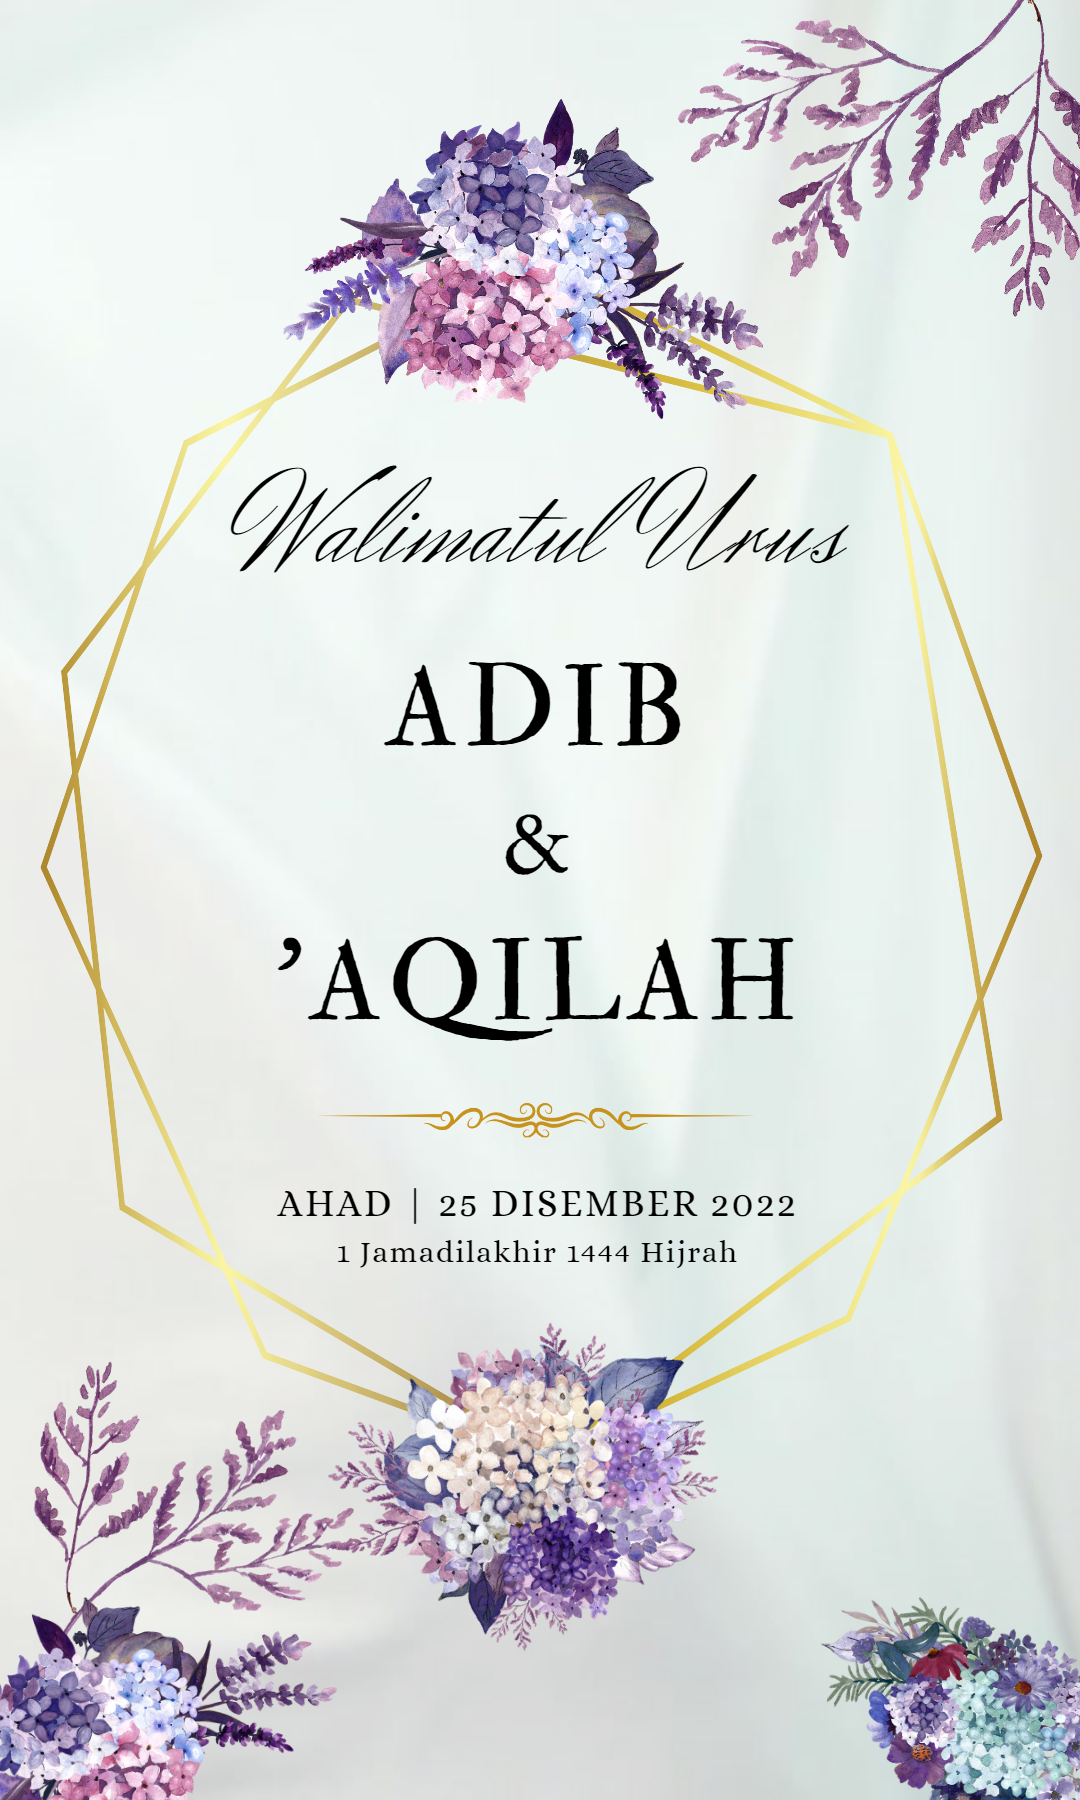 Walimatul Urus
ADIB
&
’AQILAH
AHAD | 25 DISEMBER 2022
1 Jamadilakhir 1444 Hijrah